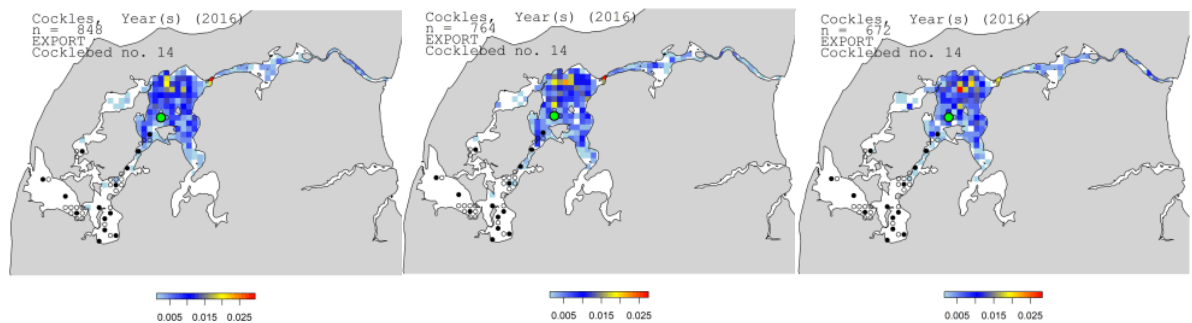 Cockles, Year(s) (2016)
n = 848
EXPORT
Cocklebed no. 14
0.005 0.015 0.025
Cockles, Year(s) (2016)
n = 764
EXPORT
Cocklebed no. 14
0.005 0.015 0.025
Cockles, Year(s) (2016)
n = 672
EXPORT
Cocklebed no. 14
0.005 0.015 0.025